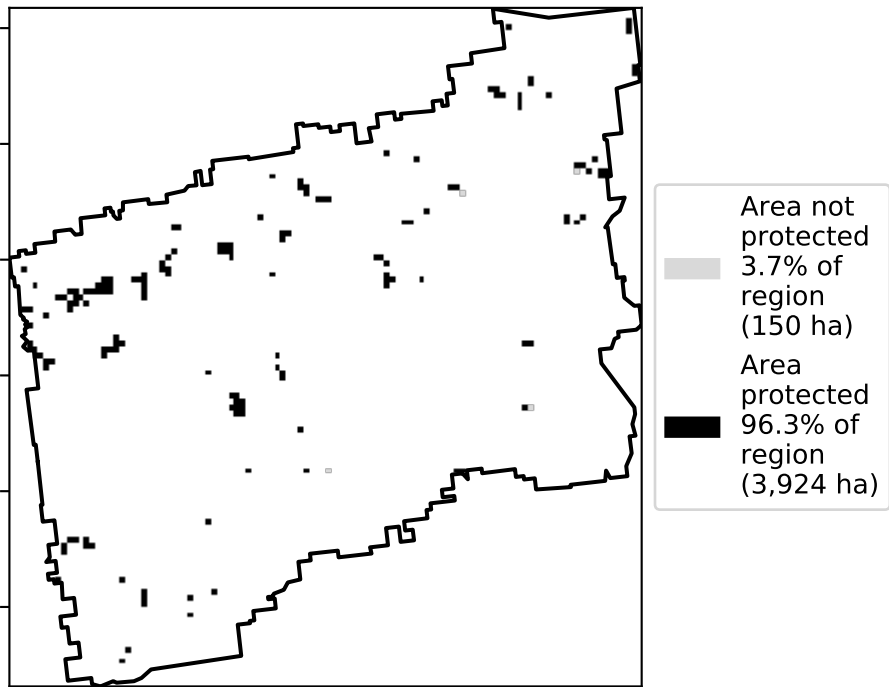 Area not
protected
3.7% of
region
(150 ha)
Area
protected
96.3% of
region
(3,924 ha)